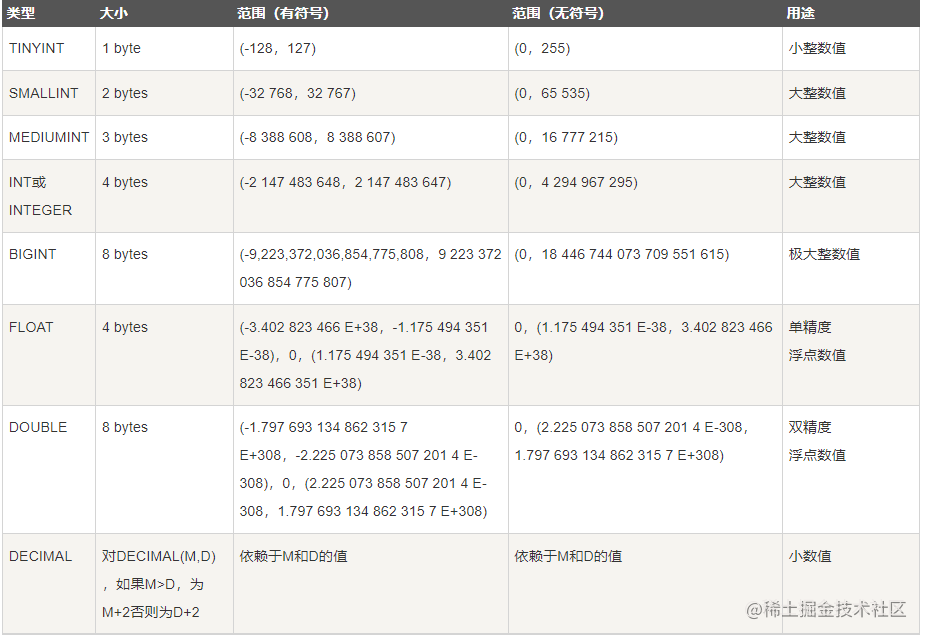 类型 大小 范围（有符号） 范围（无符号） 用途
TINYINT 1 byte (-128，127) (0，255) 小整数值
SMALLINT 2 bytes (-32 768，32 767) (0，65 535) 大整数值
MEDIUMINT 3 bytes (-8 388 608，8 388 607) (0，16 777 215) 大整数值
INT或 4 bytes (-2 147 483 648，2 147 483 647) (0，4 294 967 295) 大整数值
INTEGER
BIGINT 8 bytes (-9,223,372,036,854,775,808，9 223 372 (0，18 446 744 073 709 551 615) 极大整数值
036 854 775 807)
FLOAT 4 bytes (-3.402 823 466 E+38，-1.175 494 351 0，(1.175 494 351 E-38，3.402 823 466 单精度
E-38)，0，(1.175 494 351 E-38，3.402 E+38) 浮点数值
823 466 351 E+38)
DOUBLE 8 bytes (-1.797 693 134 862 315 7 0，(2.225 073 858 507 201 4 E-308， 双精度
E+308，-2.225 073 858 507 201 4 E- 1.797 693 134 862 315 7 E+308) 浮点数值
308)，0，(2.225 073 858 507 201 4 E-
308，1.797 693 134 862 315 7 E+308)
DECIMAL 对DECIMAL(M,D) 依赖于M和D的值 依赖于M和D的值 小数值
，如果M>D，为
M+2否则为D+2
@稀土掘金技术社区